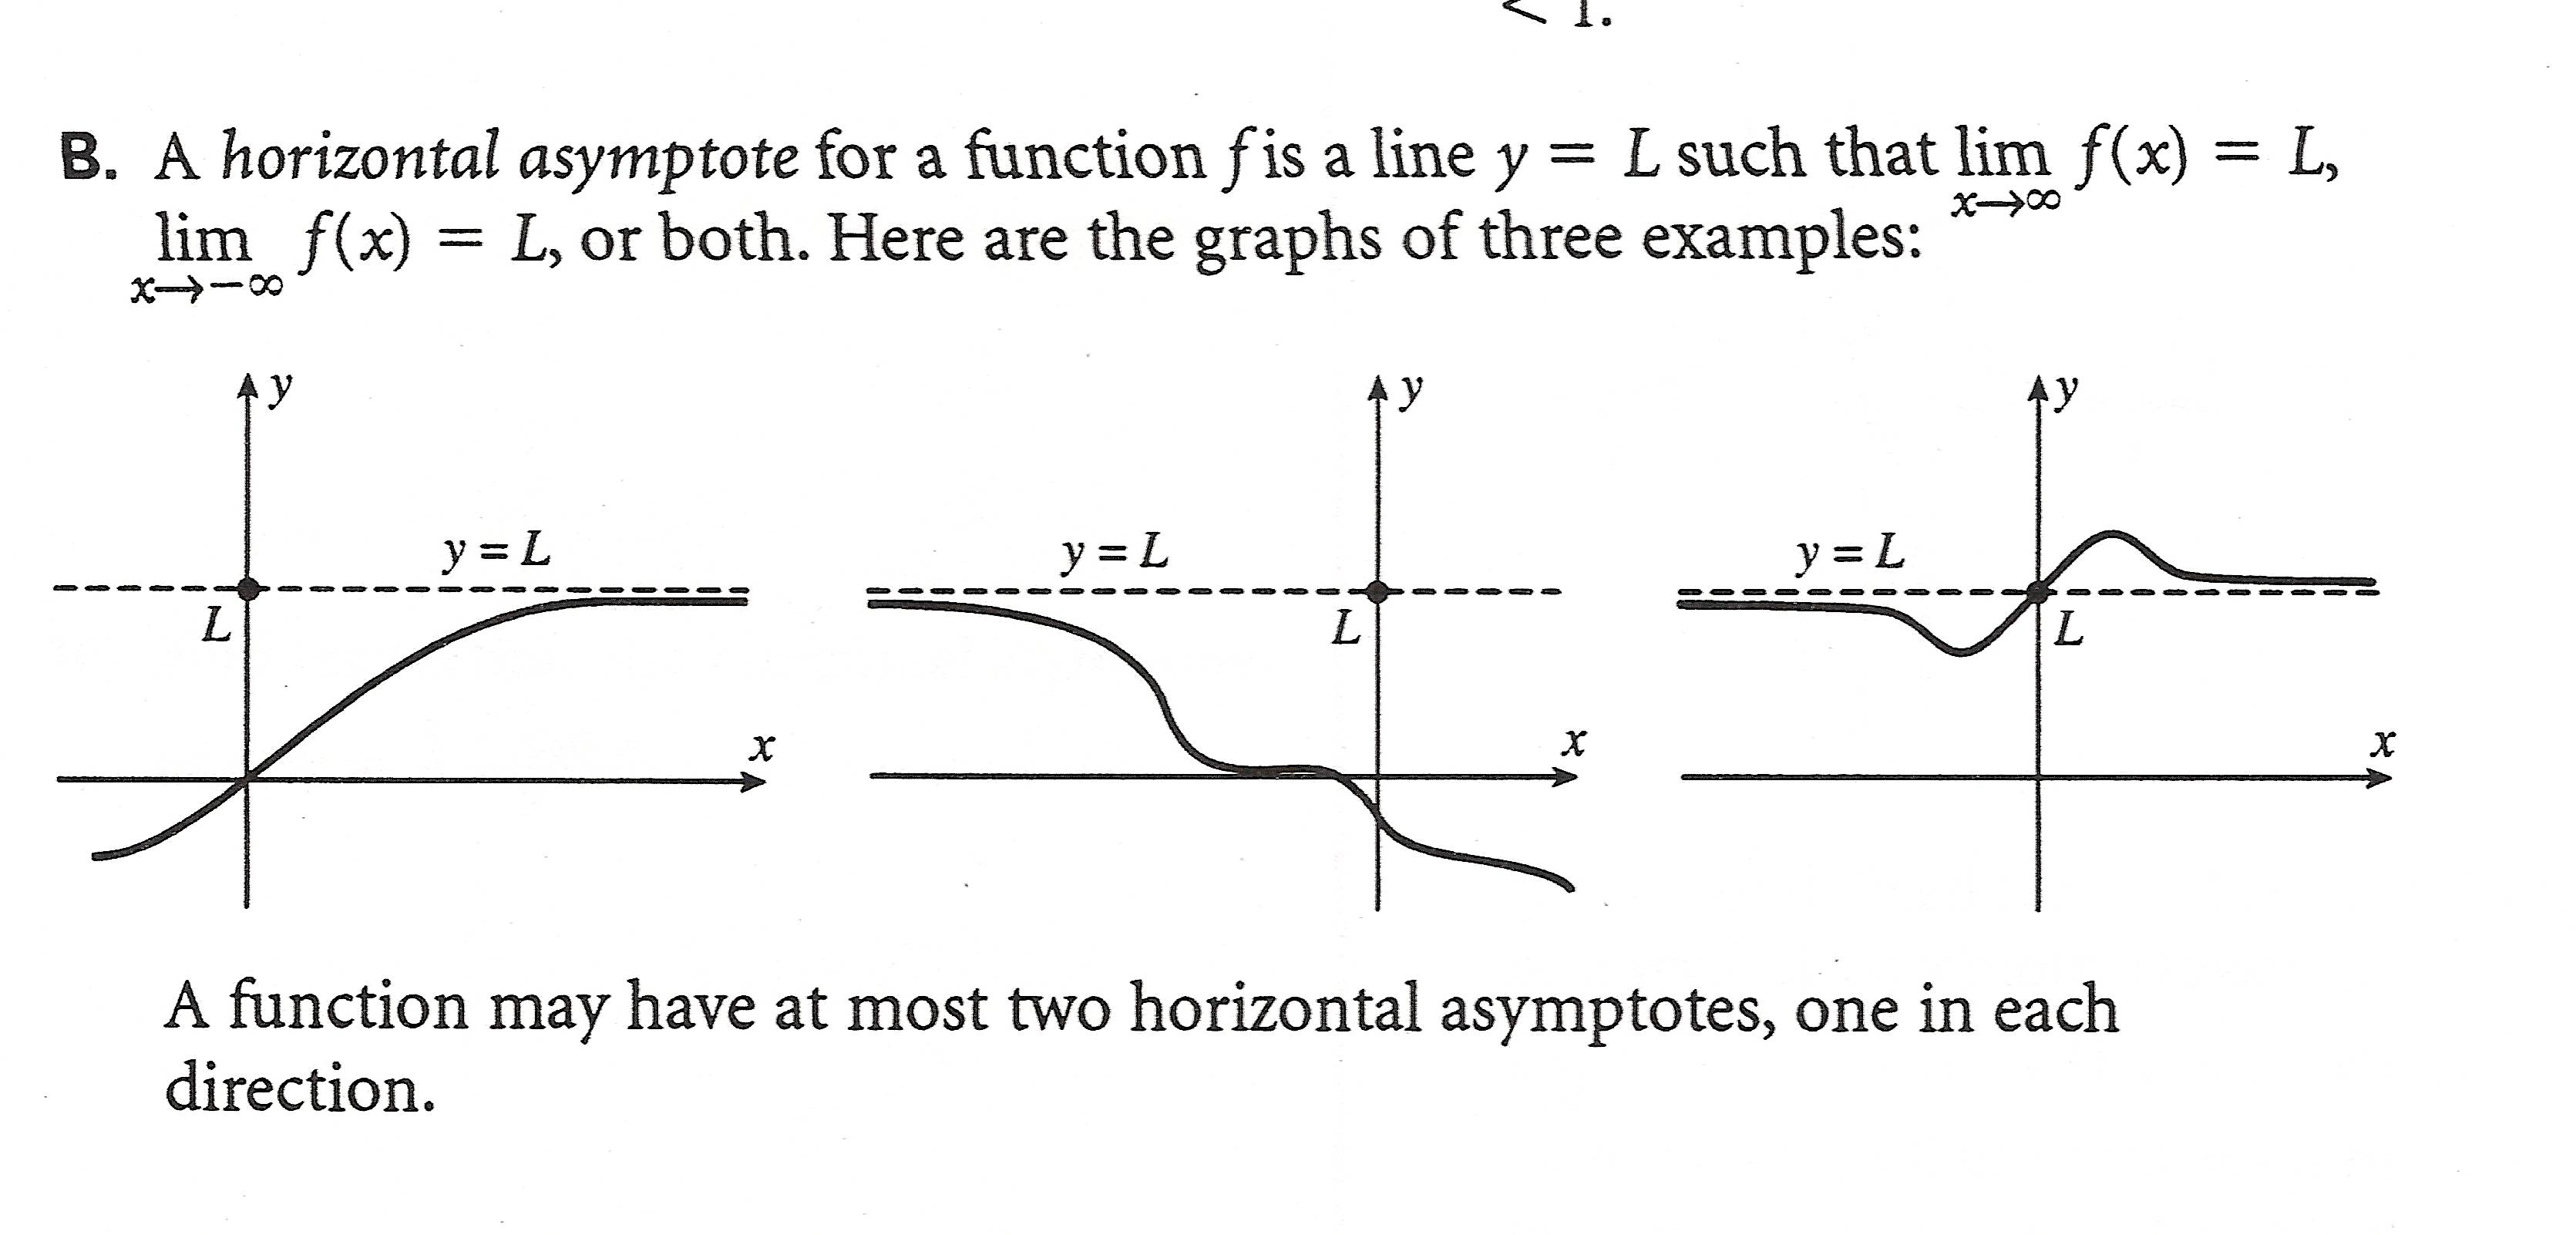 < 1.
B. A horizontal asymptote for a function f is a line y = L such that lim f(x) = L,
x→∞
lim f(x) = L, or both. Here are the graphs of three examples:
x→−∞
y y y
y = L y = L y = L
L L L
x x x
A function may have at most two horizontal asymptotes, one in each
direction.